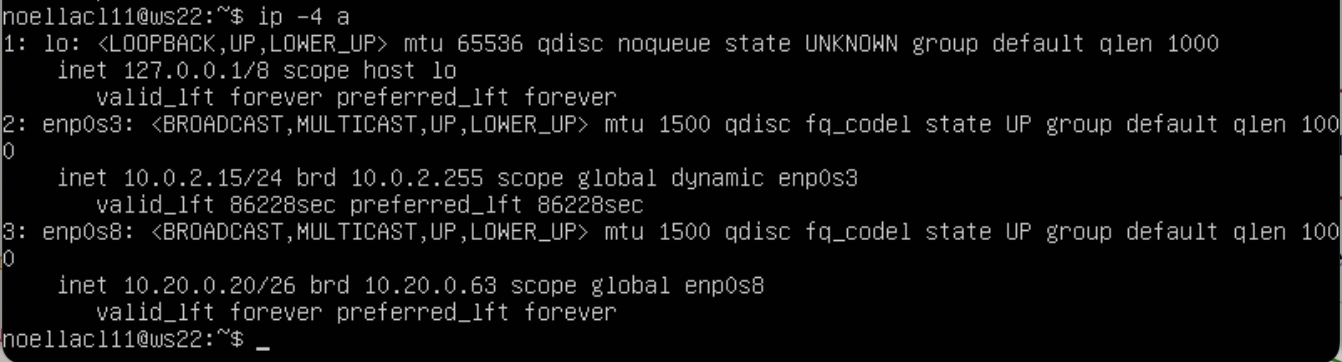 noellacl11@ws22:~$ ip -4 a
1: lo: <LOOPBACK,UP,LOWER_UP> mtu 65536 qdisc noqueue state UNKNOWN group default qlen 1000
    inet 127.0.0.1/8 scope host lo
       valid_lft forever preferred_lft forever
2: enp0s3: <BROADCAST,MULTICAST,UP,LOWER_UP> mtu 1500 qdisc fq_codel state UP group default qlen 100
0
    inet 10.0.2.15/24 brd 10.0.2.255 scope global dynamic enp0s3
       valid_lft 86228sec preferred_lft 86228sec
3: enp0s8: <BROADCAST,MULTICAST,UP,LOWER_UP> mtu 1500 qdisc fq_codel state UP group default qlen 100
0
    inet 10.20.0.20/26 brd 10.20.0.63 scope global enp0s8
       valid_lft forever preferred_lft forever
noellacl11@ws22:~$ _